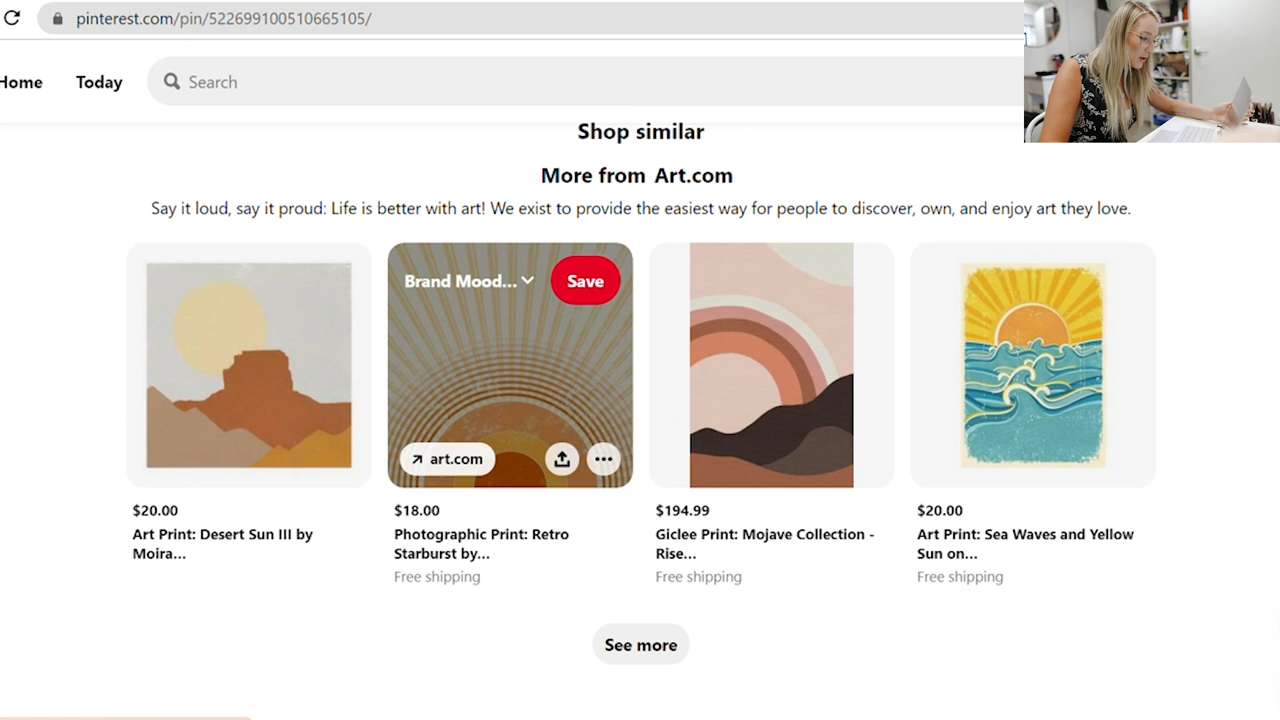 pinterest.com/pin/522699100510665105/
Home
Today
Search
Shop similar
More from Art.com
Say it loud, say it proud: Life is better with art! We exist to provide the easiest way for people to discover, own, and enjoy art they love.
Brand Mood...
Save
art.com
$20.00
Art Print: Desert Sun III by
Moira...
$18.00
Photographic Print: Retro
Starburst by...
Free shipping
$194.99
Giclee Print: Mojave Collection -
Rise...
Free shipping
$20.00
Art Print: Sea Waves and Yellow
Sun on...
Free shipping
See more